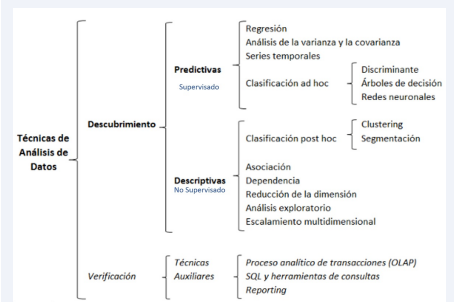 Regresión
Análisis de la varianza y la covarianza
Series temporales
Predictivas
Supervisado
Clasificación ad hoc
Discriminante
Árboles de decisión
Redes neuronales
Técnicas de
Análisis de
Datos
Descubrimiento
Clasificación post hoc
Clustering
Segmentación
Descriptivas
No Supervisado
Asociación
Dependencia
Reducción de la dimensión
Análisis exploratorio
Escalamiento multidimensional
Verificación
Técnicas
Auxiliares
Proceso analítico de transacciones (OLAP)
SQL y herramientas de consultas
Reporting